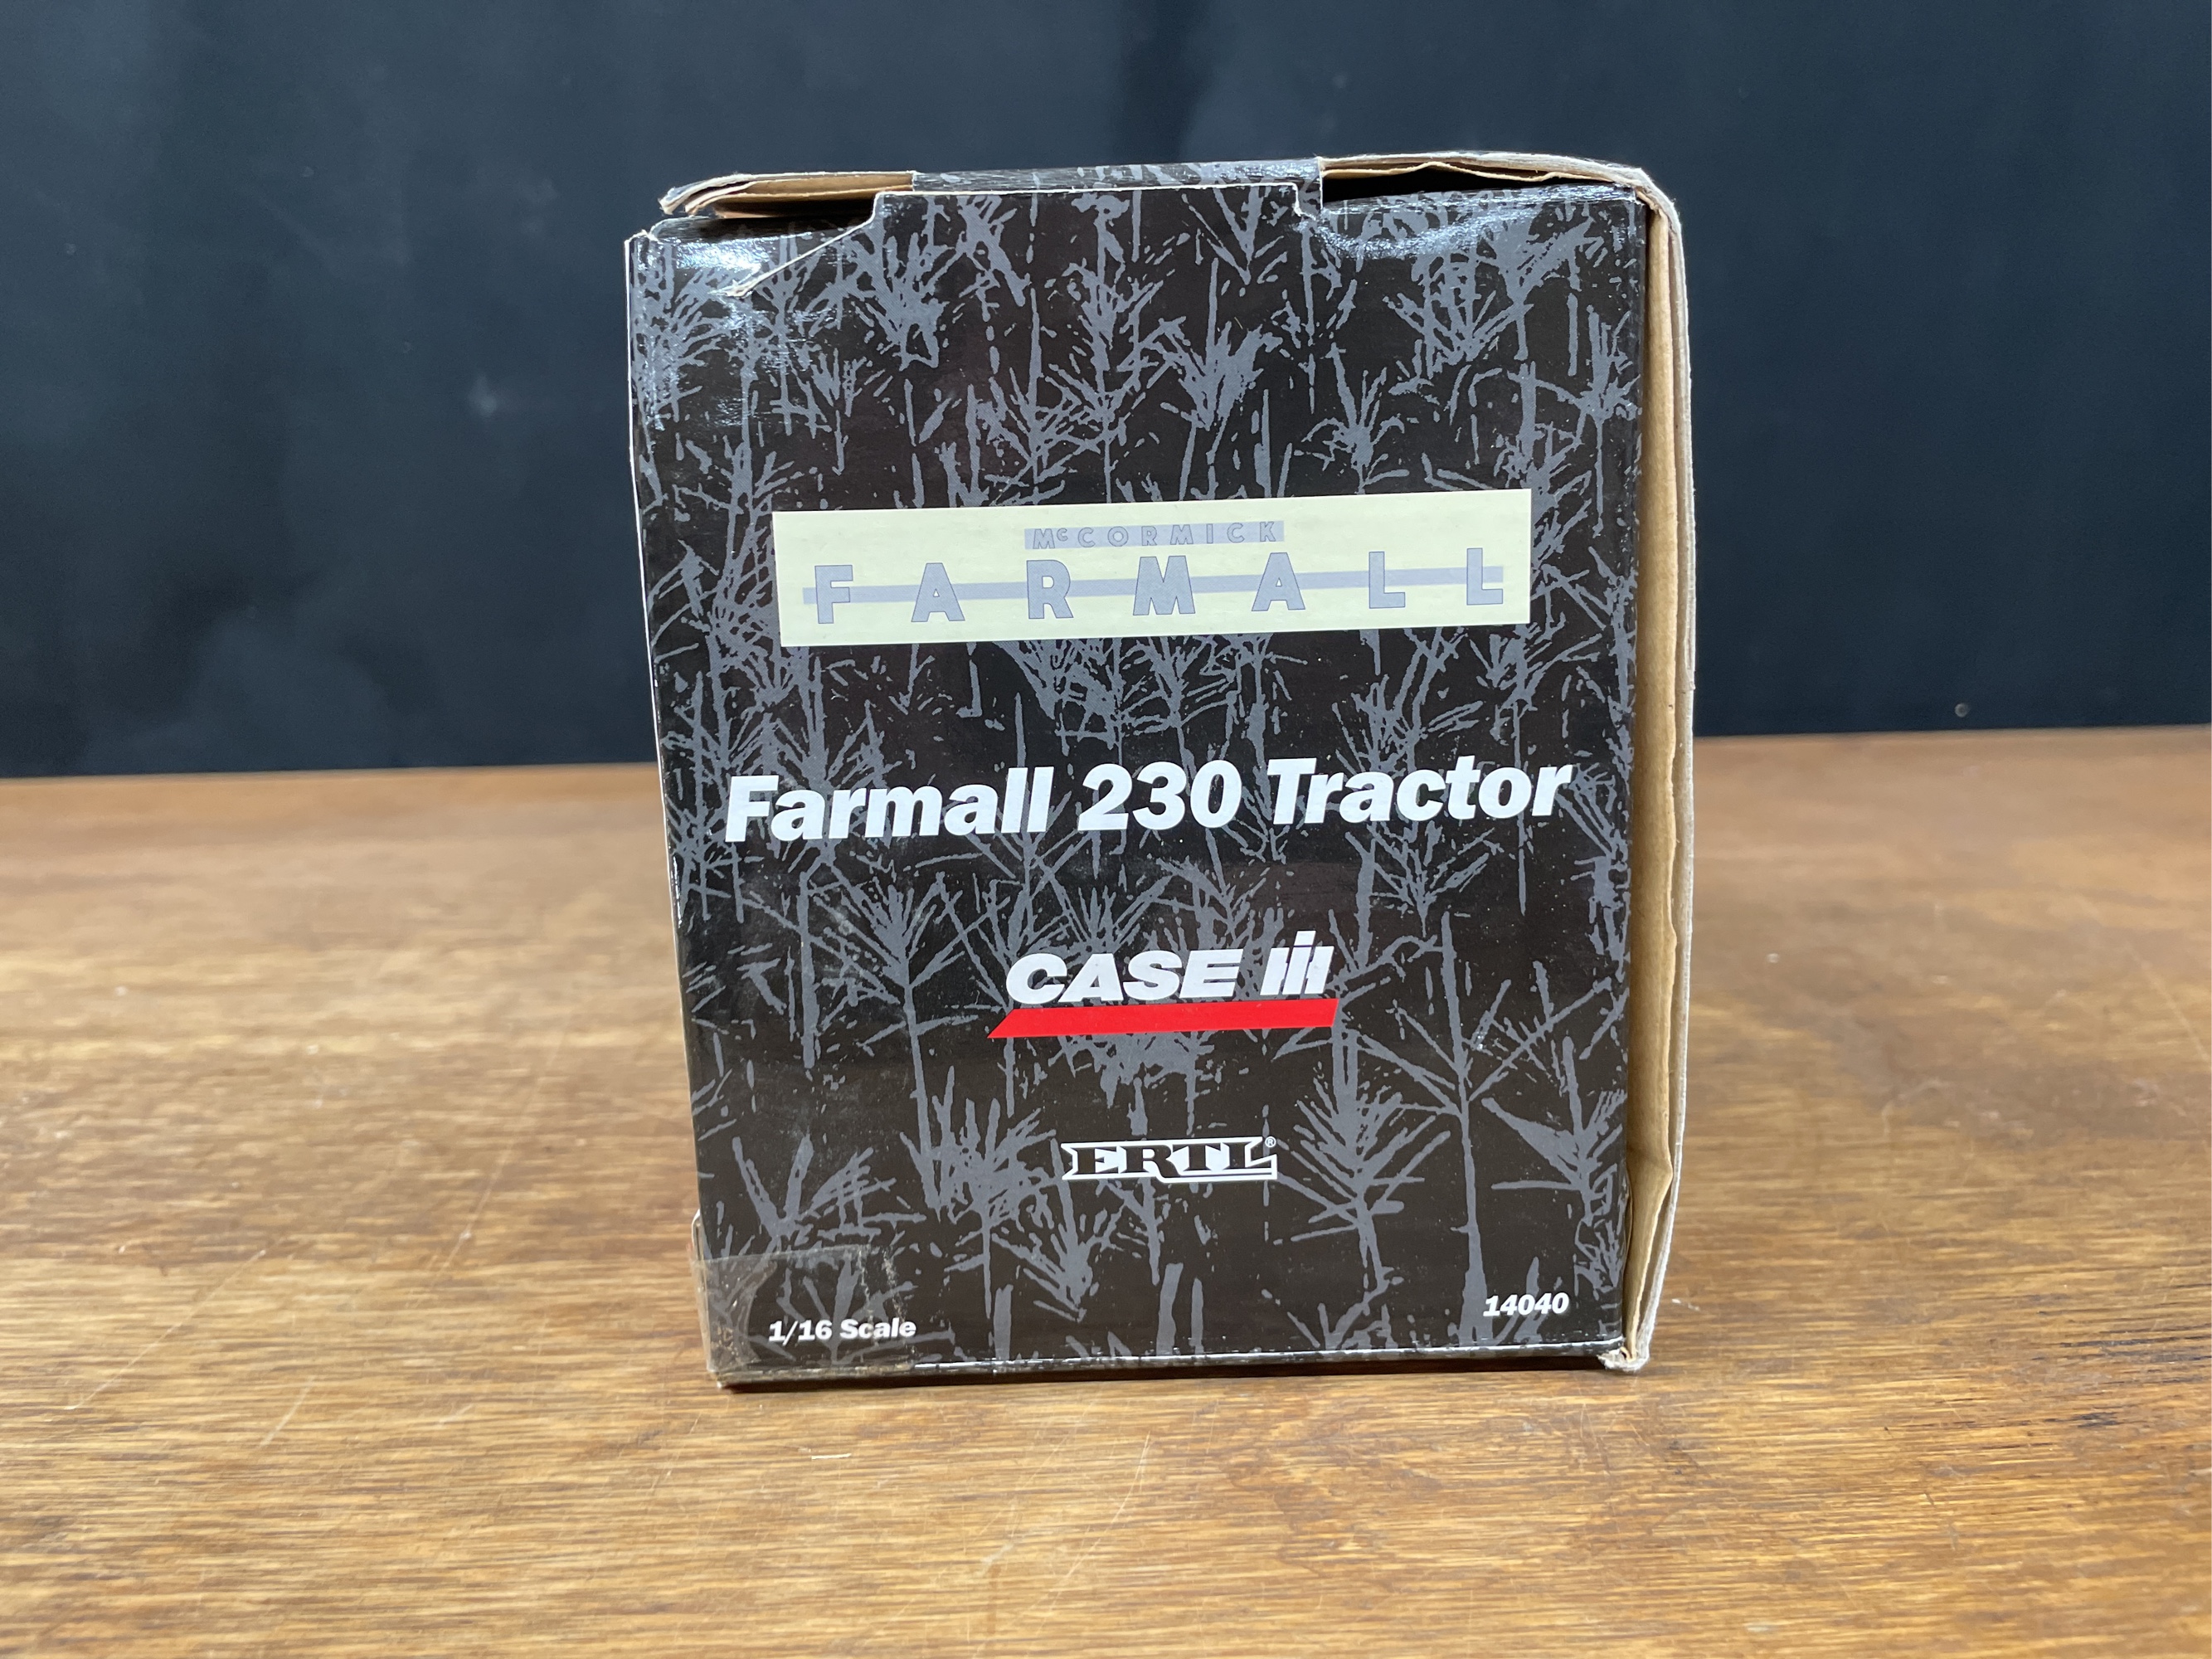 McCORMICK
FARMALL
Farmall 230 Tractor
CASE IH
ERTL®
14040
1/16 Scale